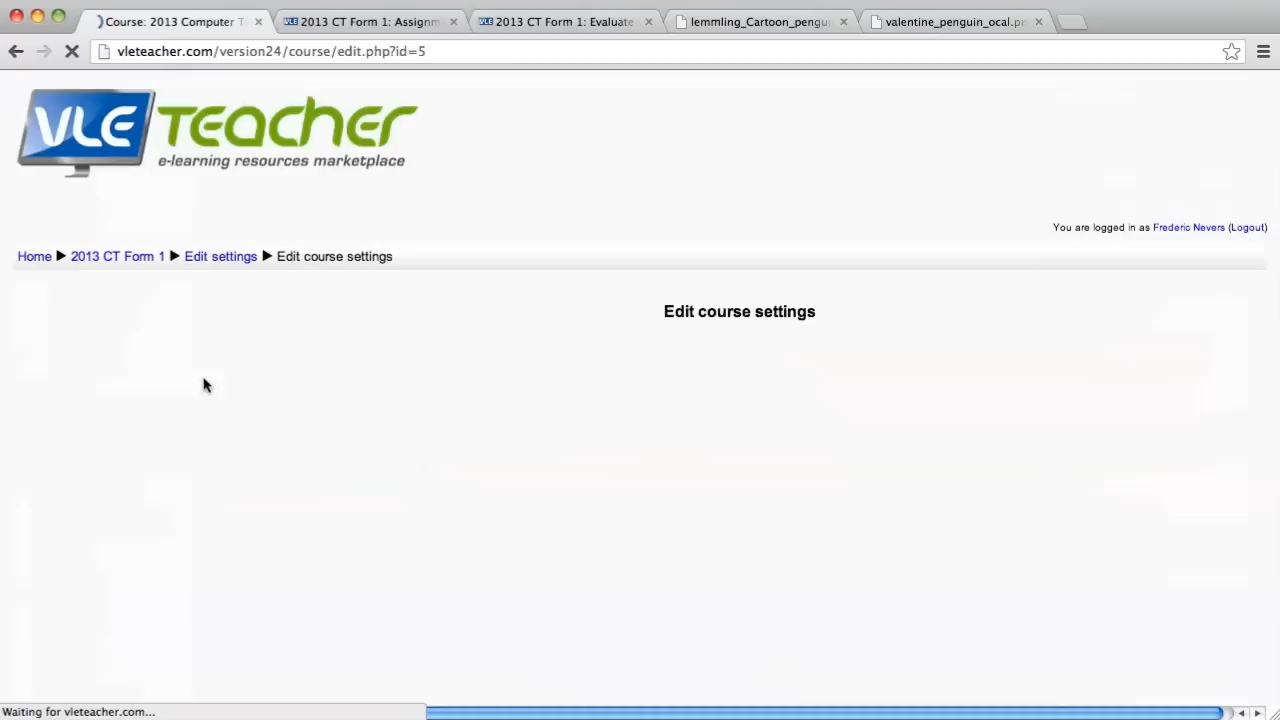 Course: 2013 Computer T
2013 CT Form 1: Assignm
2013 CT Form 1: Evaluate
lemmling_Cartoon_pengu
valentine_penguin_ocal.p
vleteacher.com/version24/course/edit.php?id=5
VLE Teacher
e-learning resources marketplace
You are logged in as Frederic Nevers (Logout)
Home ► 2013 CT Form 1 ► Edit settings ► Edit course settings
Edit course settings
Waiting for vleteacher.com...